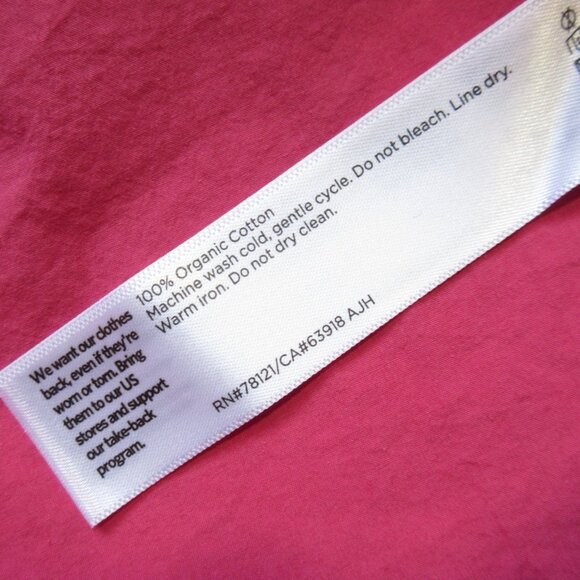 100% Organic Cotton
Machine wash cold, gentle cycle. Do not bleach. Line dry.
Warm iron. Do not dry clean.
RN#78121/CA#63918 AJH
We want our clothes
back, even if they're
worn or torn. Bring
them to our US
stores and support
our take-back
program.